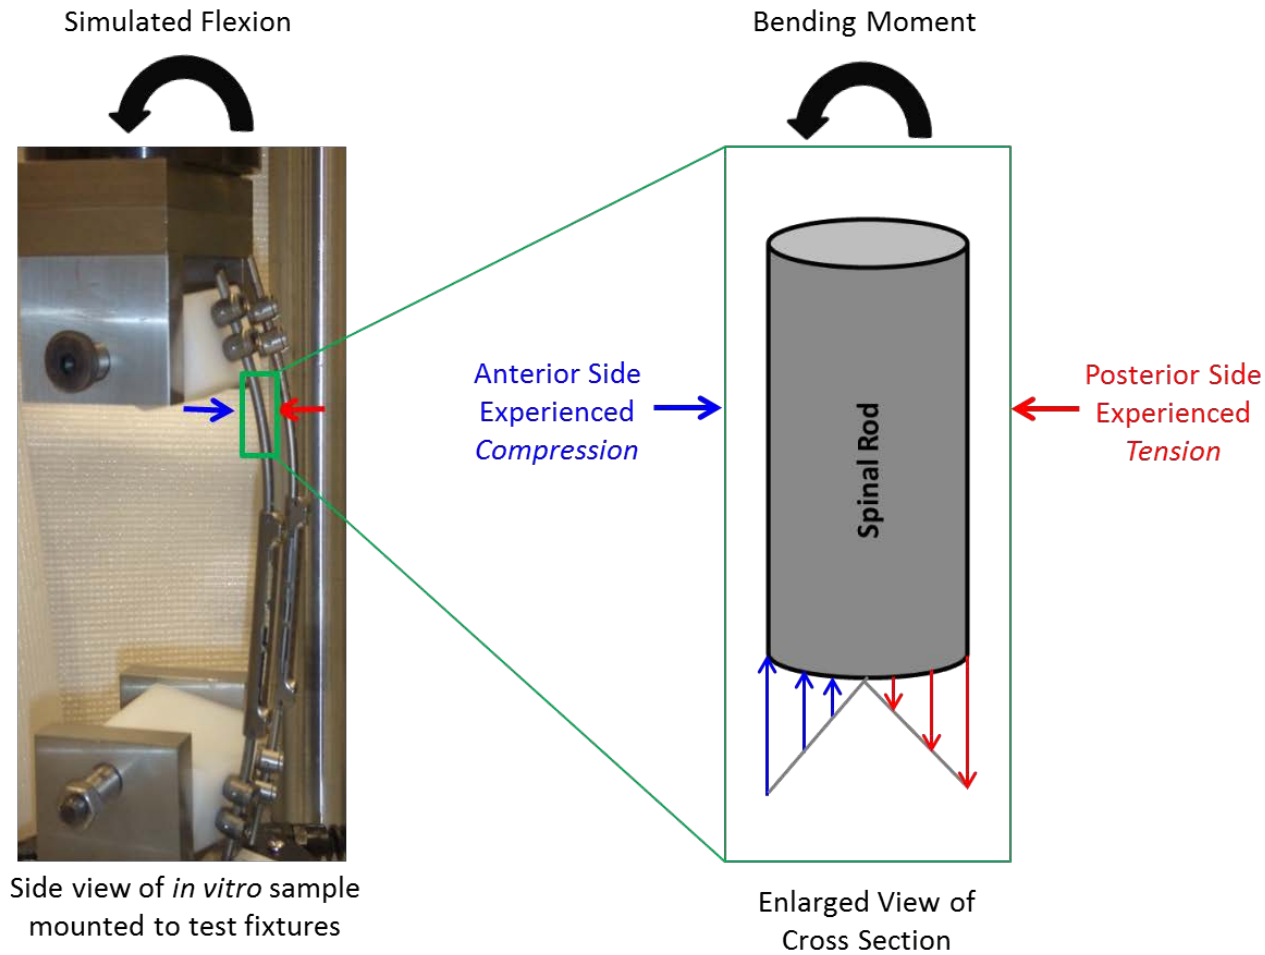 Simulated Flexion
Bending Moment
Anterior Side
Experienced
Compression
Spinal Rod
Posterior Side
Experienced
Tension
Side view of in vitro sample
mounted to test fixtures
Enlarged View of
Cross Section